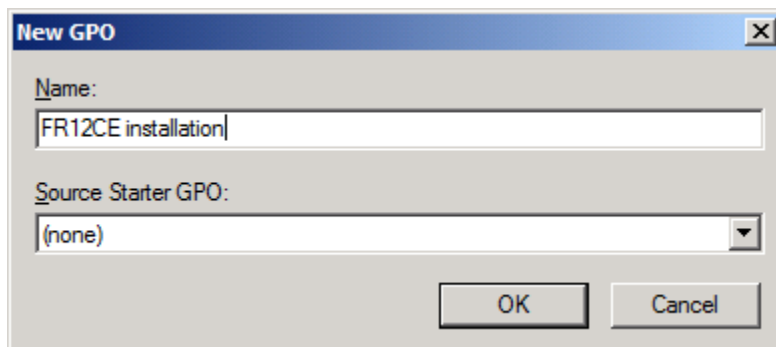 New GPO
Name:
FR12CE installation
Source Starter GPO:
(none)
OK Cancel